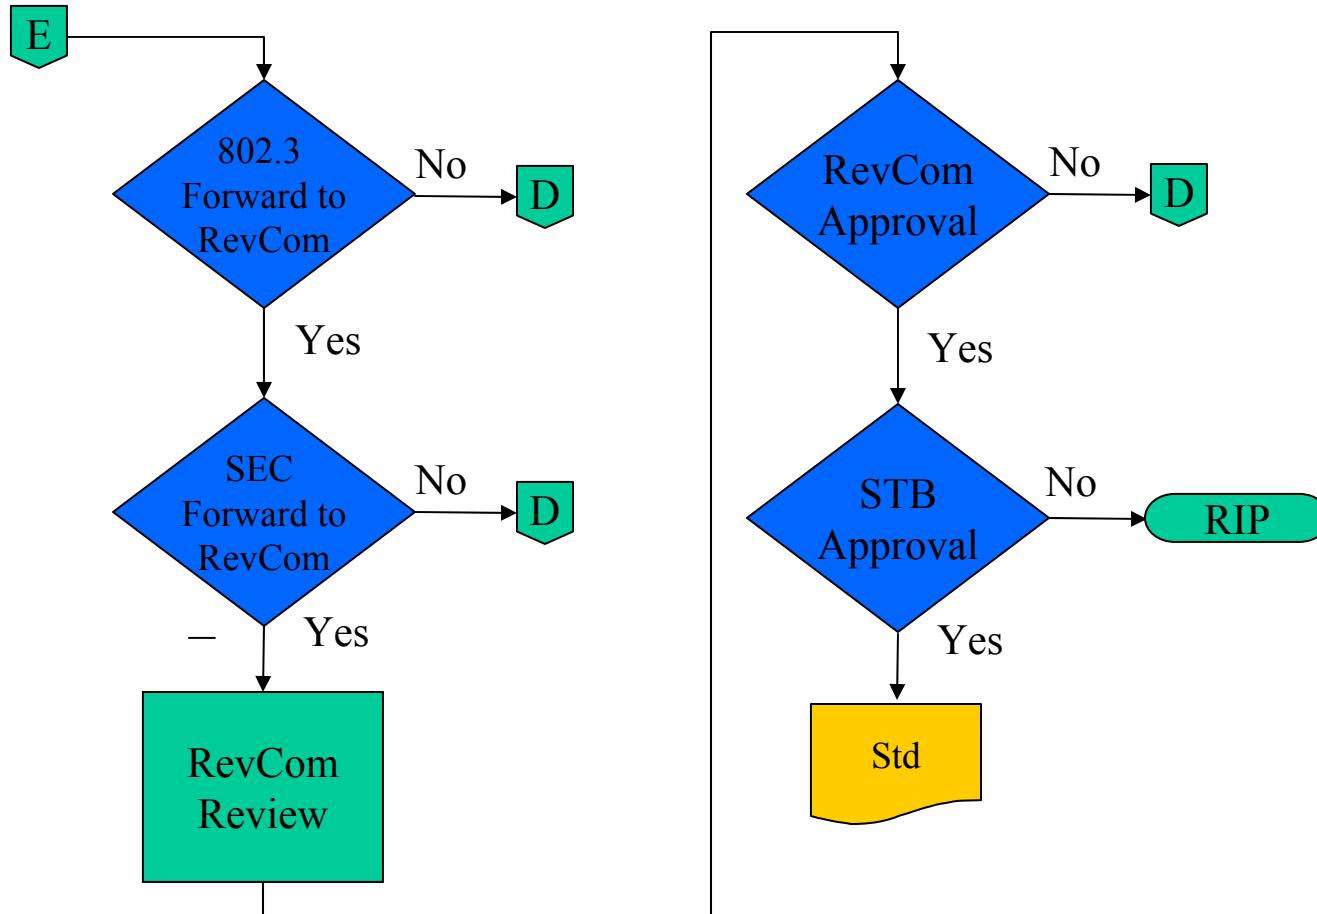 E
802.3
Forward to
RevCom
No
D
Yes
SEC
Forward to
RevCom
No
D
–
Yes
RevCom
Review
RevCom
Approval
No
D
Yes
STB
Approval
No
RIP
Yes
Std